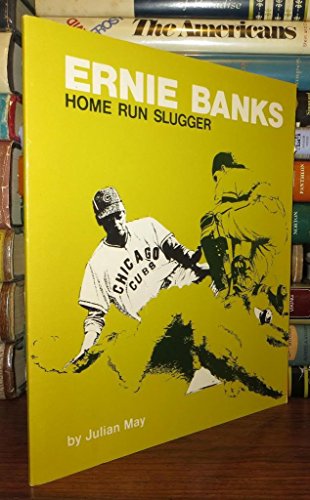 The Americans
ERNIE BANKS
HOME RUN SLUGGER
CHICAGO
CUBS
by Julian May